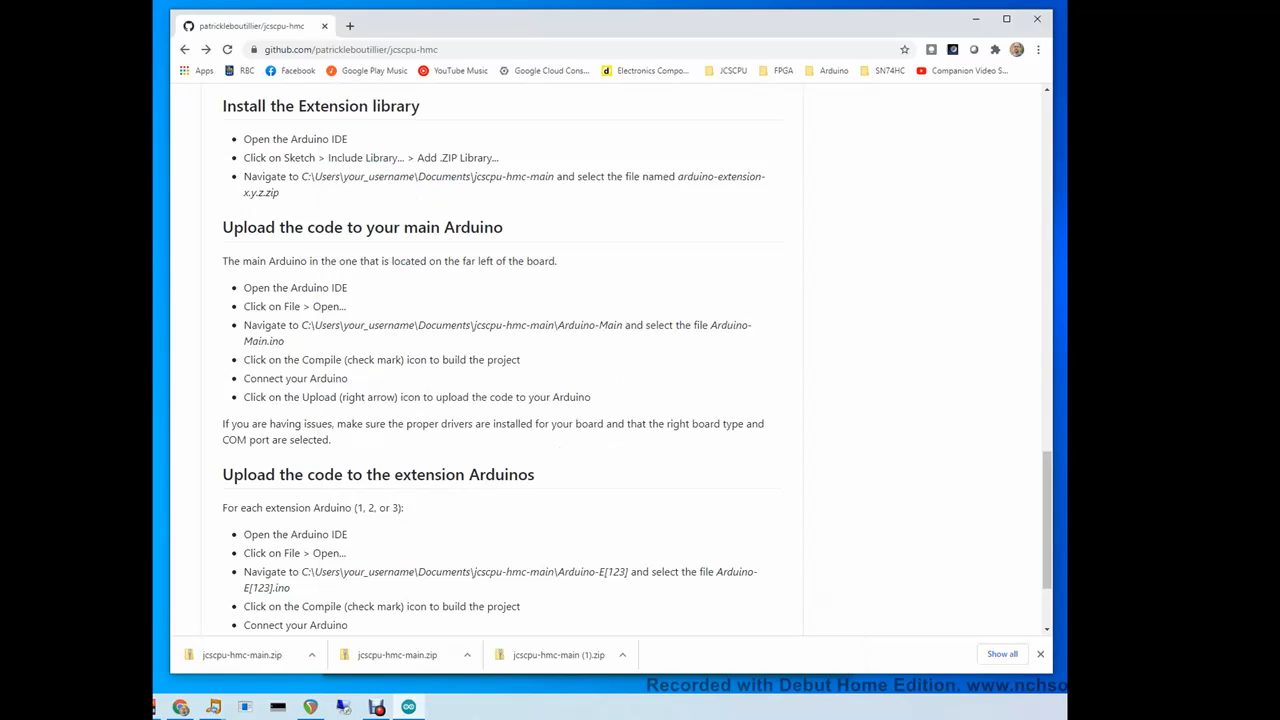 patrickleboutillier/jcscpu-hmc
github.com/patrickleboutillier/jcscpu-hmc
Apps RBC Facebook Google Play Music YouTube Music Google Cloud Cons... Electronics Compo... JCSCPU FPGA Arduino SN74HC Companion Video S...
Install the Extension library
Open the Arduino IDE
Click on Sketch > Include Library... > Add .ZIP Library...
Navigate to C:\Users\your_username\Documents\jcscpu-hmc-main and select the file named arduino-extension-
x.y.z.zip
Upload the code to your main Arduino
The main Arduino in the one that is located on the far left of the board.
Open the Arduino IDE
Click on File > Open...
Navigate to C:\Users\your_username\Documents\jcscpu-hmc-main\Arduino-Main and select the file Arduino-
Main.ino
Click on the Compile (check mark) icon to build the project
Connect your Arduino
Click on the Upload (right arrow) icon to upload the code to your Arduino
If you are having issues, make sure the proper drivers are installed for your board and that the right board type and
COM port are selected.
Upload the code to the extension Arduinos
For each extension Arduino (1, 2, or 3):
Open the Arduino IDE
Click on File > Open...
Navigate to C:\Users\your_username\Documents\jcscpu-hmc-main\Arduino-E[123] and select the file Arduino-
E[123].ino
Click on the Compile (check mark) icon to build the project
Connect your Arduino
jcscpu-hmc-main.zip jcscpu-hmc-main.zip jcscpu-hmc-main (1).zip Show all
Recorded with Debut Home Edition. www.nchso